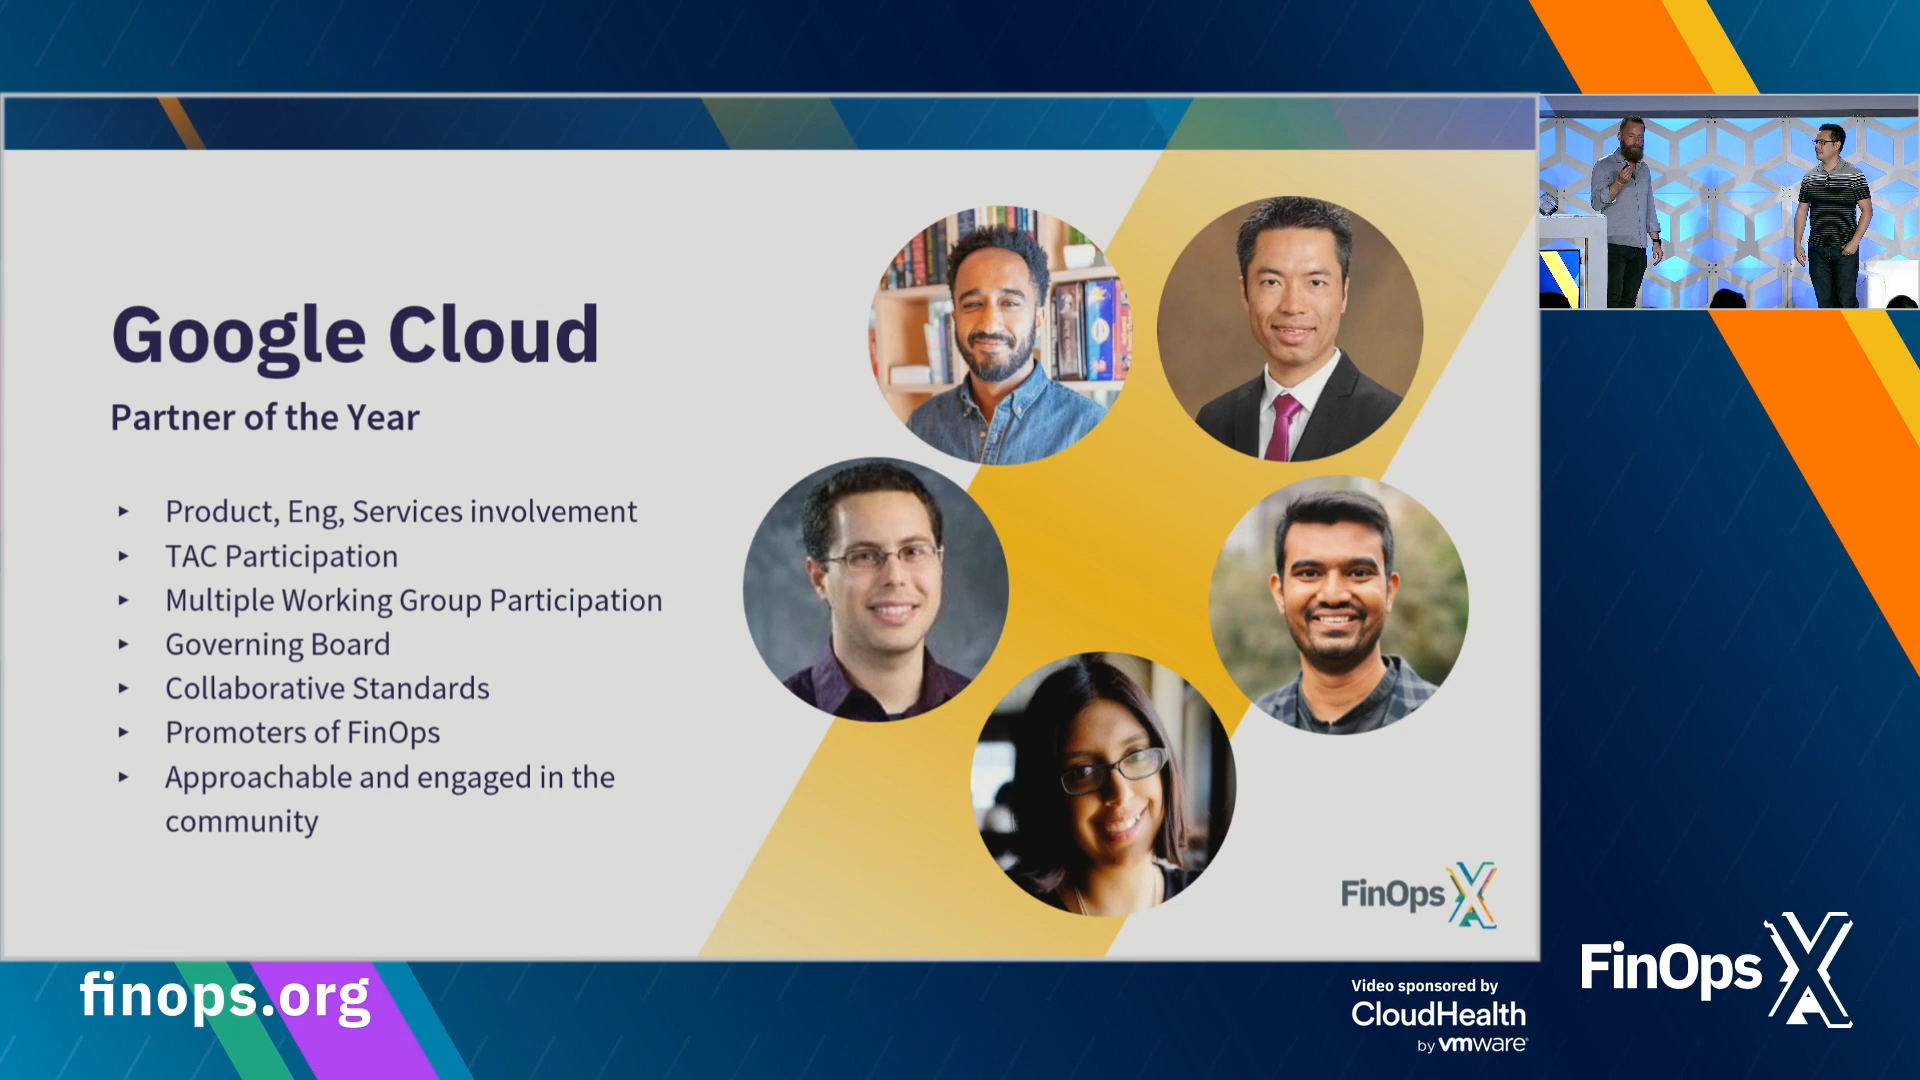 Google Cloud
Partner of the Year
Product, Eng, Services involvement
TAC Participation
Multiple Working Group Participation
Governing Board
Collaborative Standards
Promoters of FinOps
Approachable and engaged in the
community
FinOps X
finops.org
Video sponsored by
CloudHealth
by vmware
FinOps X